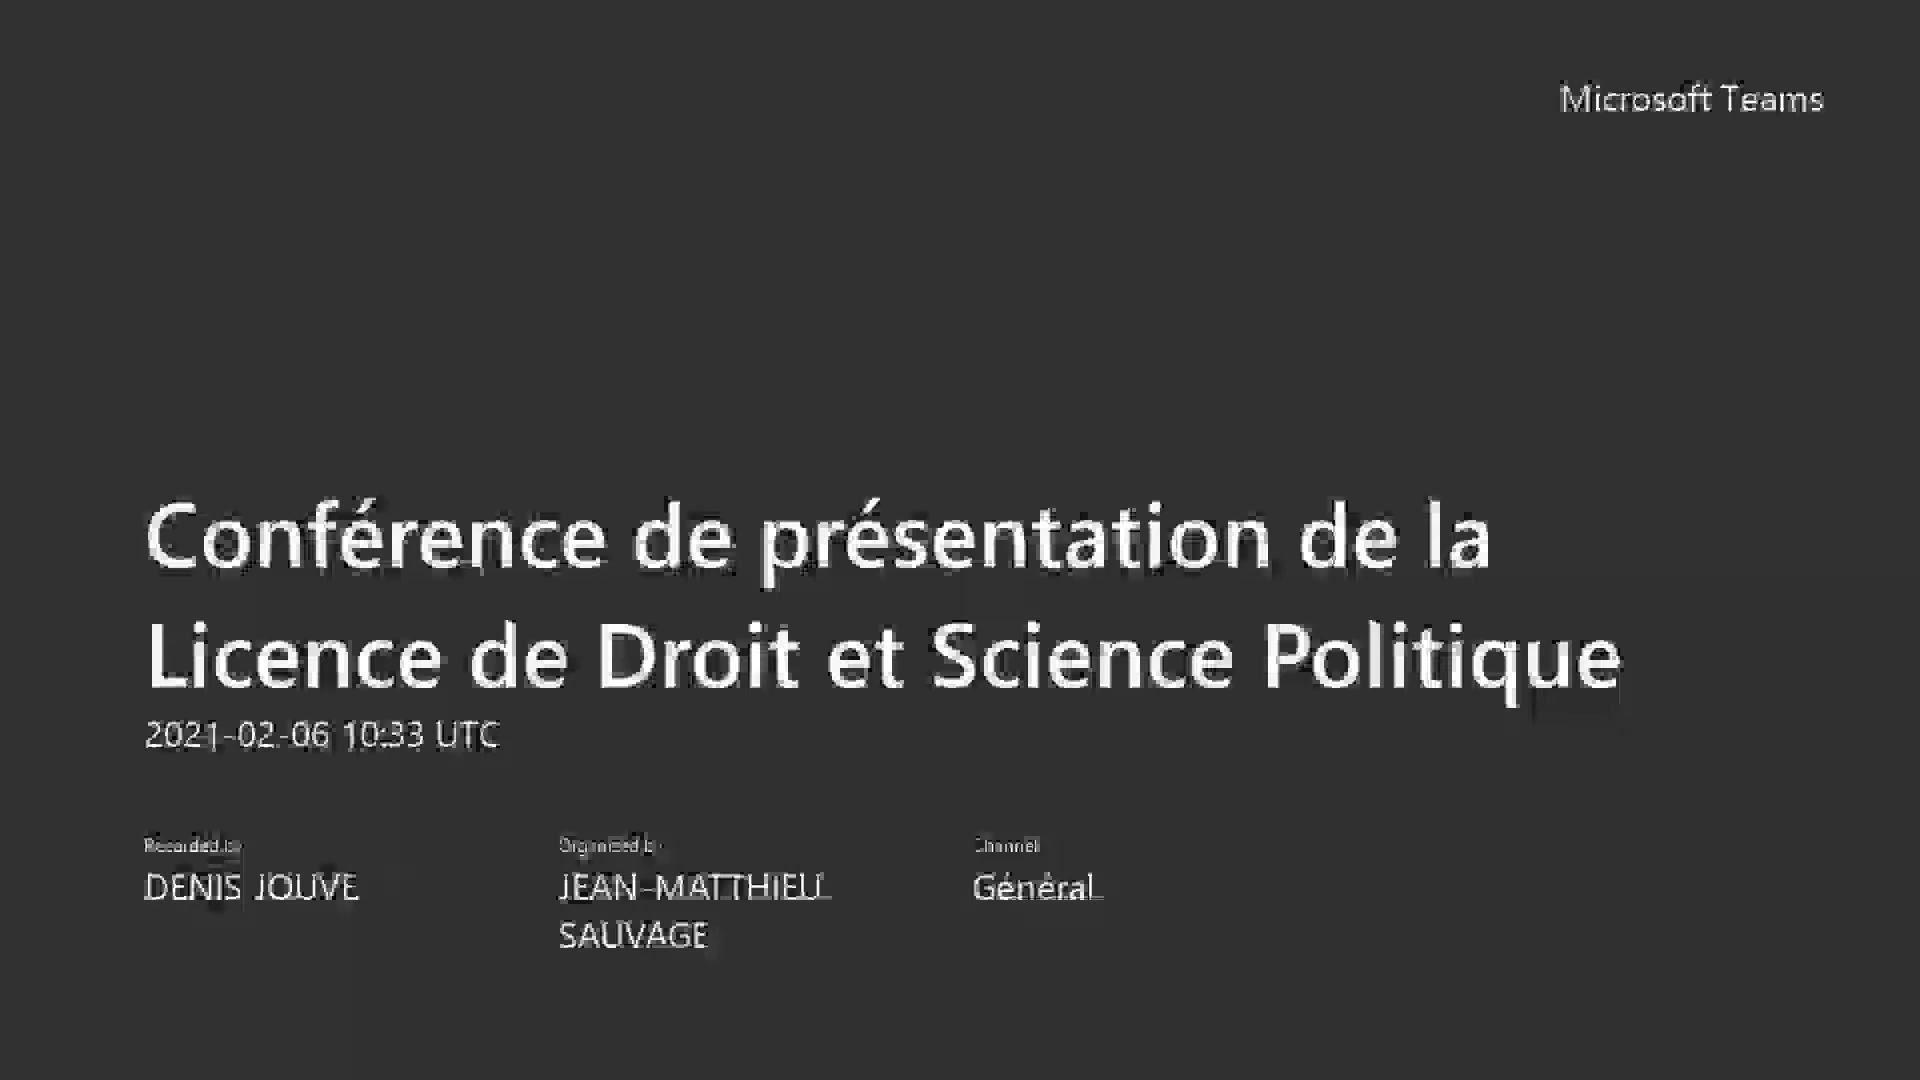 Microsoft Teams
Conférence de présentation de la
Licence de Droit et Science Politique
2021-02-06 10:33 UTC
Recorded by
Organized by
Channel
DENIS JOUVE
JEAN-MATTHIEU
Général
SAUVAGE